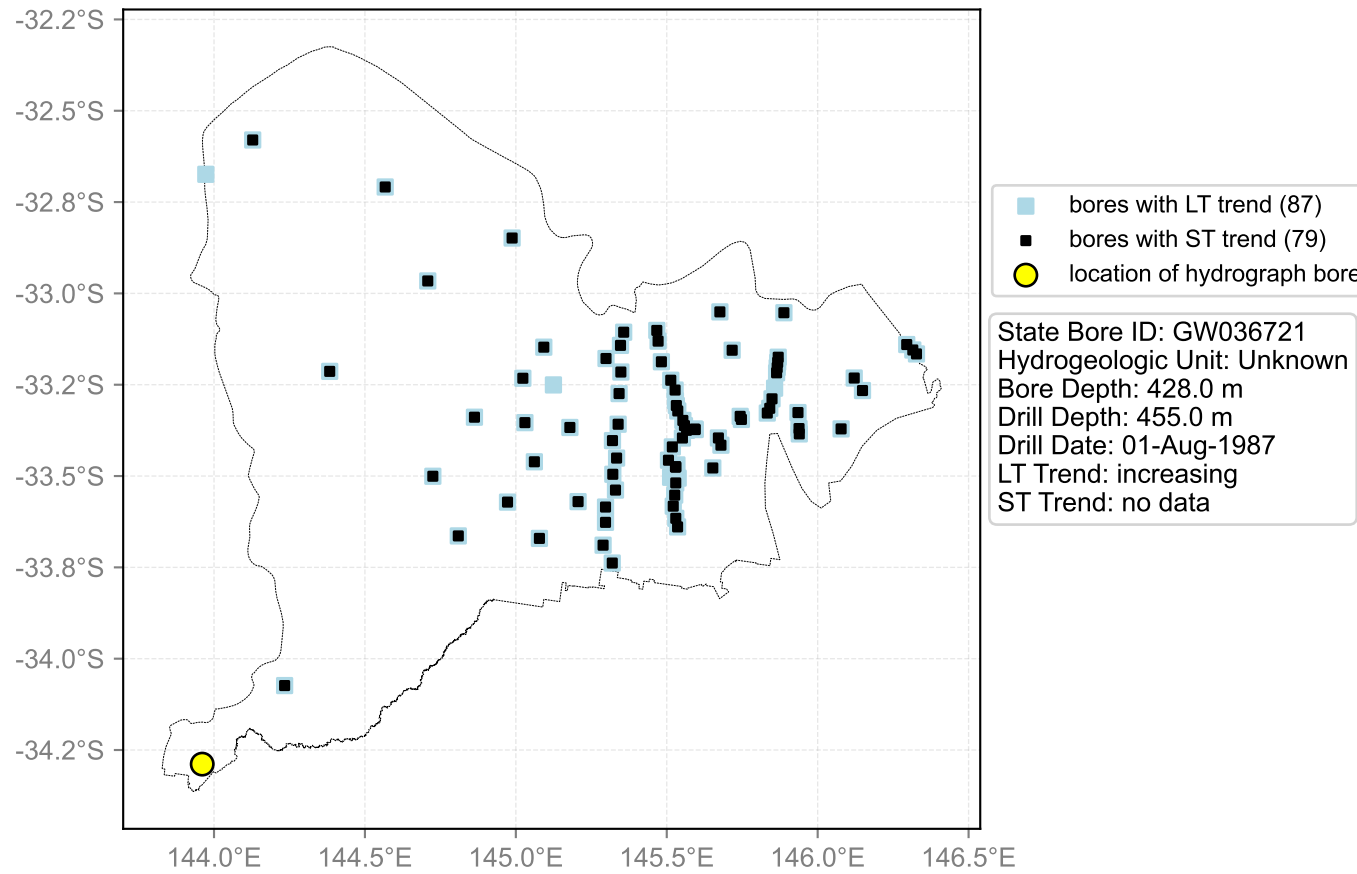 -32.2°S
-32.5°S
-32.8°S
-33.0°S
-33.2°S
-33.5°S
-33.8°S
-34.0°S
-34.2°S
144.0°E
144.5°E
145.0°E
145.5°E
146.0°E
146.5°E
bores with LT trend (87)
bores with ST trend (79)
location of hydrograph bore
State Bore ID: GW036721
Hydrogeologic Unit: Unknown
Bore Depth: 428.0 m
Drill Depth: 455.0 m
Drill Date: 01-Aug-1987
LT Trend: increasing
ST Trend: no data